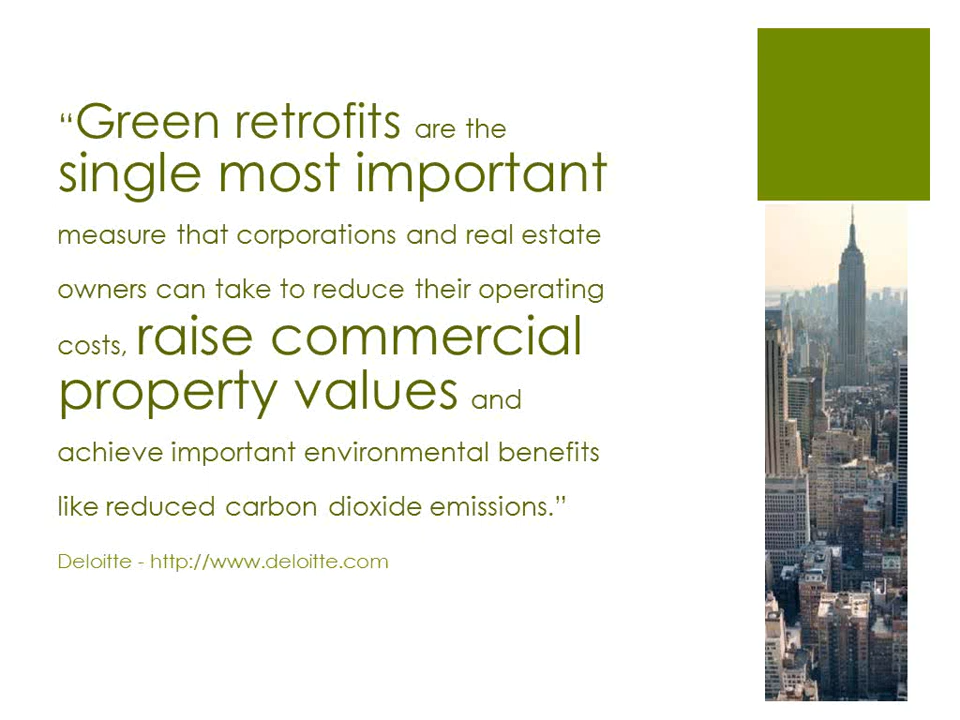 “Green retrofits are the
single most important
measure that corporations and real estate
owners can take to reduce their operating
costs, raise commercial
property values and
achieve important environmental benefits
like reduced carbon dioxide emissions.”
Deloitte - http://www.deloitte.com